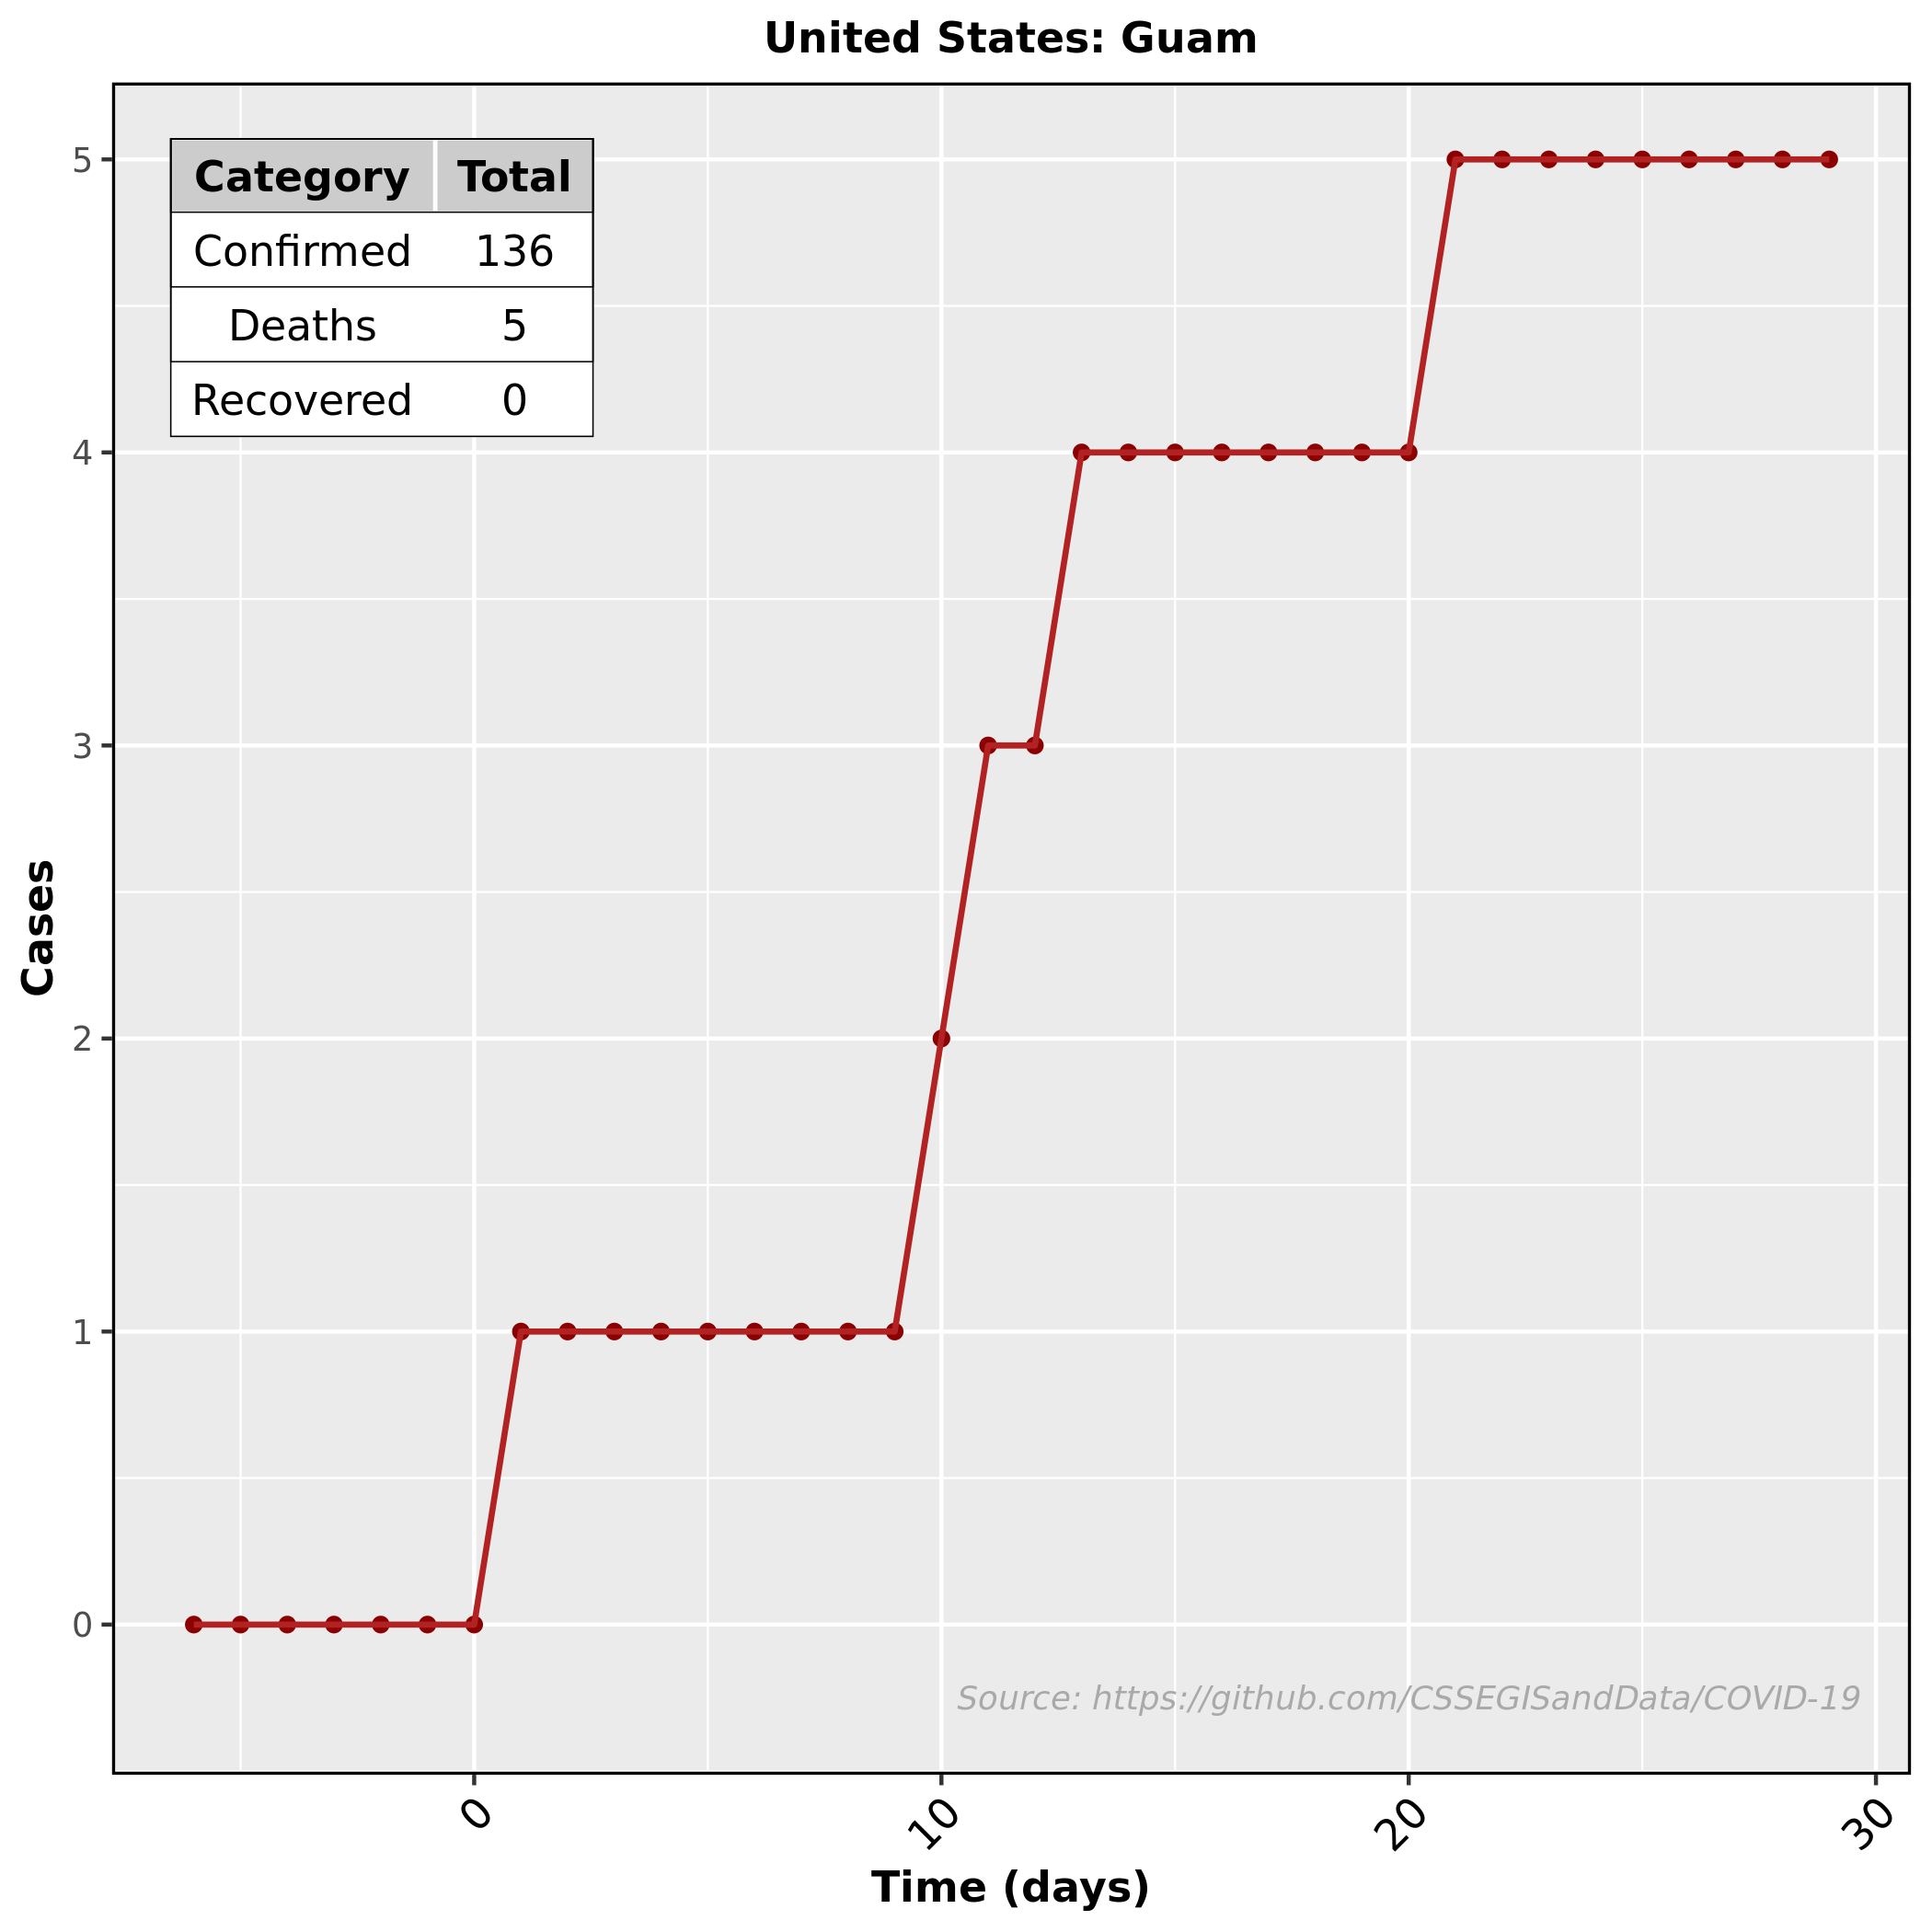 United States: Guam
Category Total
Confirmed 136
Deaths 5
Recovered 0
5
4
3
2
1
0
Cases
Source: https://github.com/CSSEGISandData/COVID-19
0 10 20 30
Time (days)